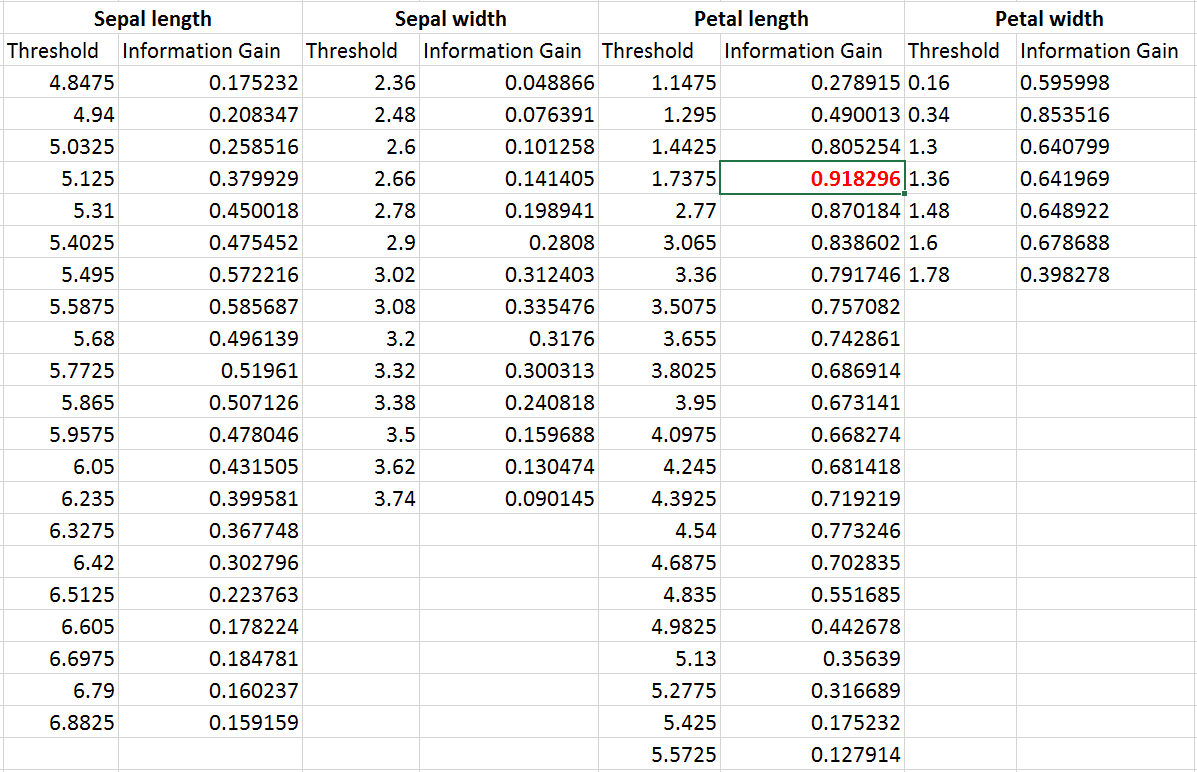 Sepal length Sepal width Petal length Petal width
Threshold Information Gain Threshold Information Gain Threshold Information Gain Threshold Information Gain
4.8475 0.175232 2.36 0.048866 1.1475 0.278915 0.16 0.595998
4.94 0.208347 2.48 0.076391 1.295 0.490013 0.34 0.853516
5.0325 0.258516 2.6 0.101258 1.4425 0.805254 1.3 0.640799
5.125 0.379929 2.66 0.141405 1.7375 0.918296 1.36 0.641969
5.31 0.450018 2.78 0.198941 2.77 0.870184 1.48 0.648922
5.4025 0.475452 2.9 0.2808 3.065 0.838602 1.6 0.678688
5.495 0.572216 3.02 0.312403 3.36 0.791746 1.78 0.398278
5.5875 0.585687 3.08 0.335476 3.5075 0.757082
5.68 0.496139 3.2 0.3176 3.655 0.742861
5.7725 0.51961 3.32 0.300313 3.8025 0.686914
5.865 0.507126 3.38 0.240818 3.95 0.673141
5.9575 0.478046 3.5 0.159688 4.0975 0.668274
6.05 0.431505 3.62 0.130474 4.245 0.681418
6.235 0.399581 3.74 0.090145 4.3925 0.719219
6.3275 0.367748 4.54 0.773246
6.42 0.302796 4.6875 0.702835
6.5125 0.223763 4.835 0.551685
6.605 0.178224 4.9825 0.442678
6.6975 0.184781 5.13 0.35639
6.79 0.160237 5.2775 0.316689
6.8825 0.159159 5.425 0.175232
5.5725 0.127914